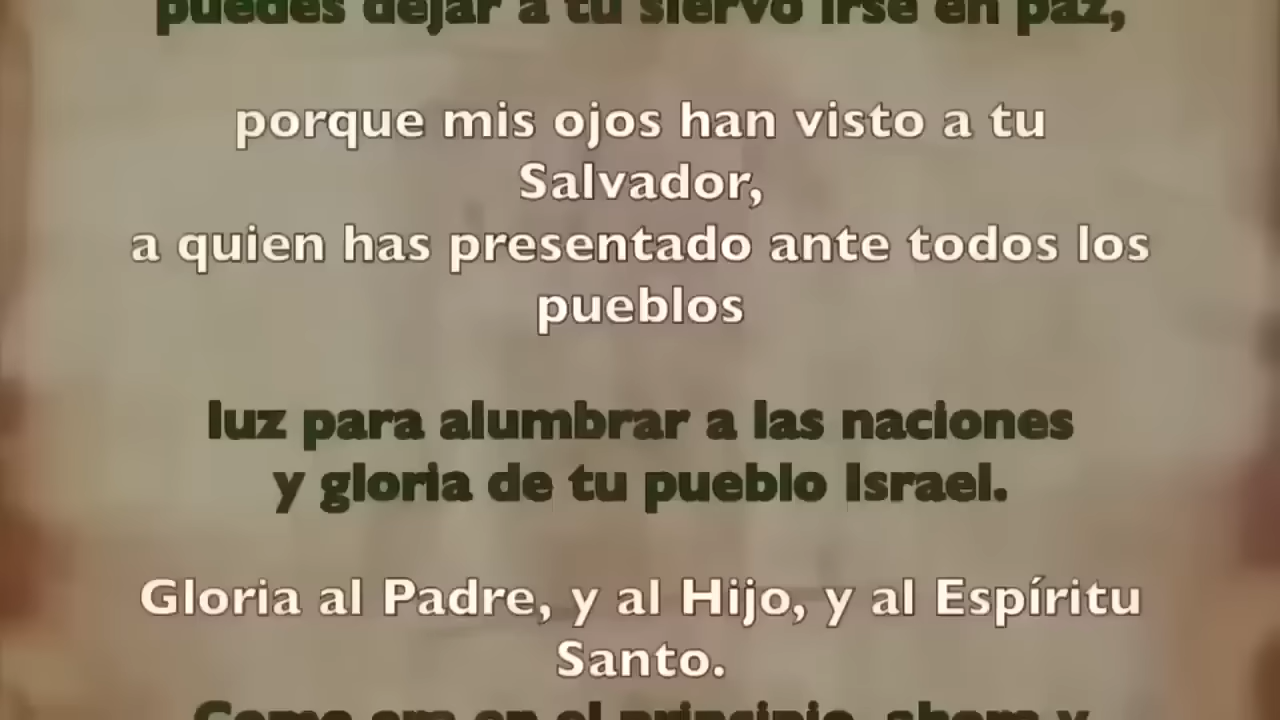 puedes dejar a tu siervo irse en paz,
porque mis ojos han visto a tu
Salvador,
a quien has presentado ante todos los
pueblos
luz para alumbrar a las naciones
y gloria de tu pueblo Israel.
Gloria al Padre, y al Hijo, y al Espíritu
Santo.
Como era en el principio, ahora y